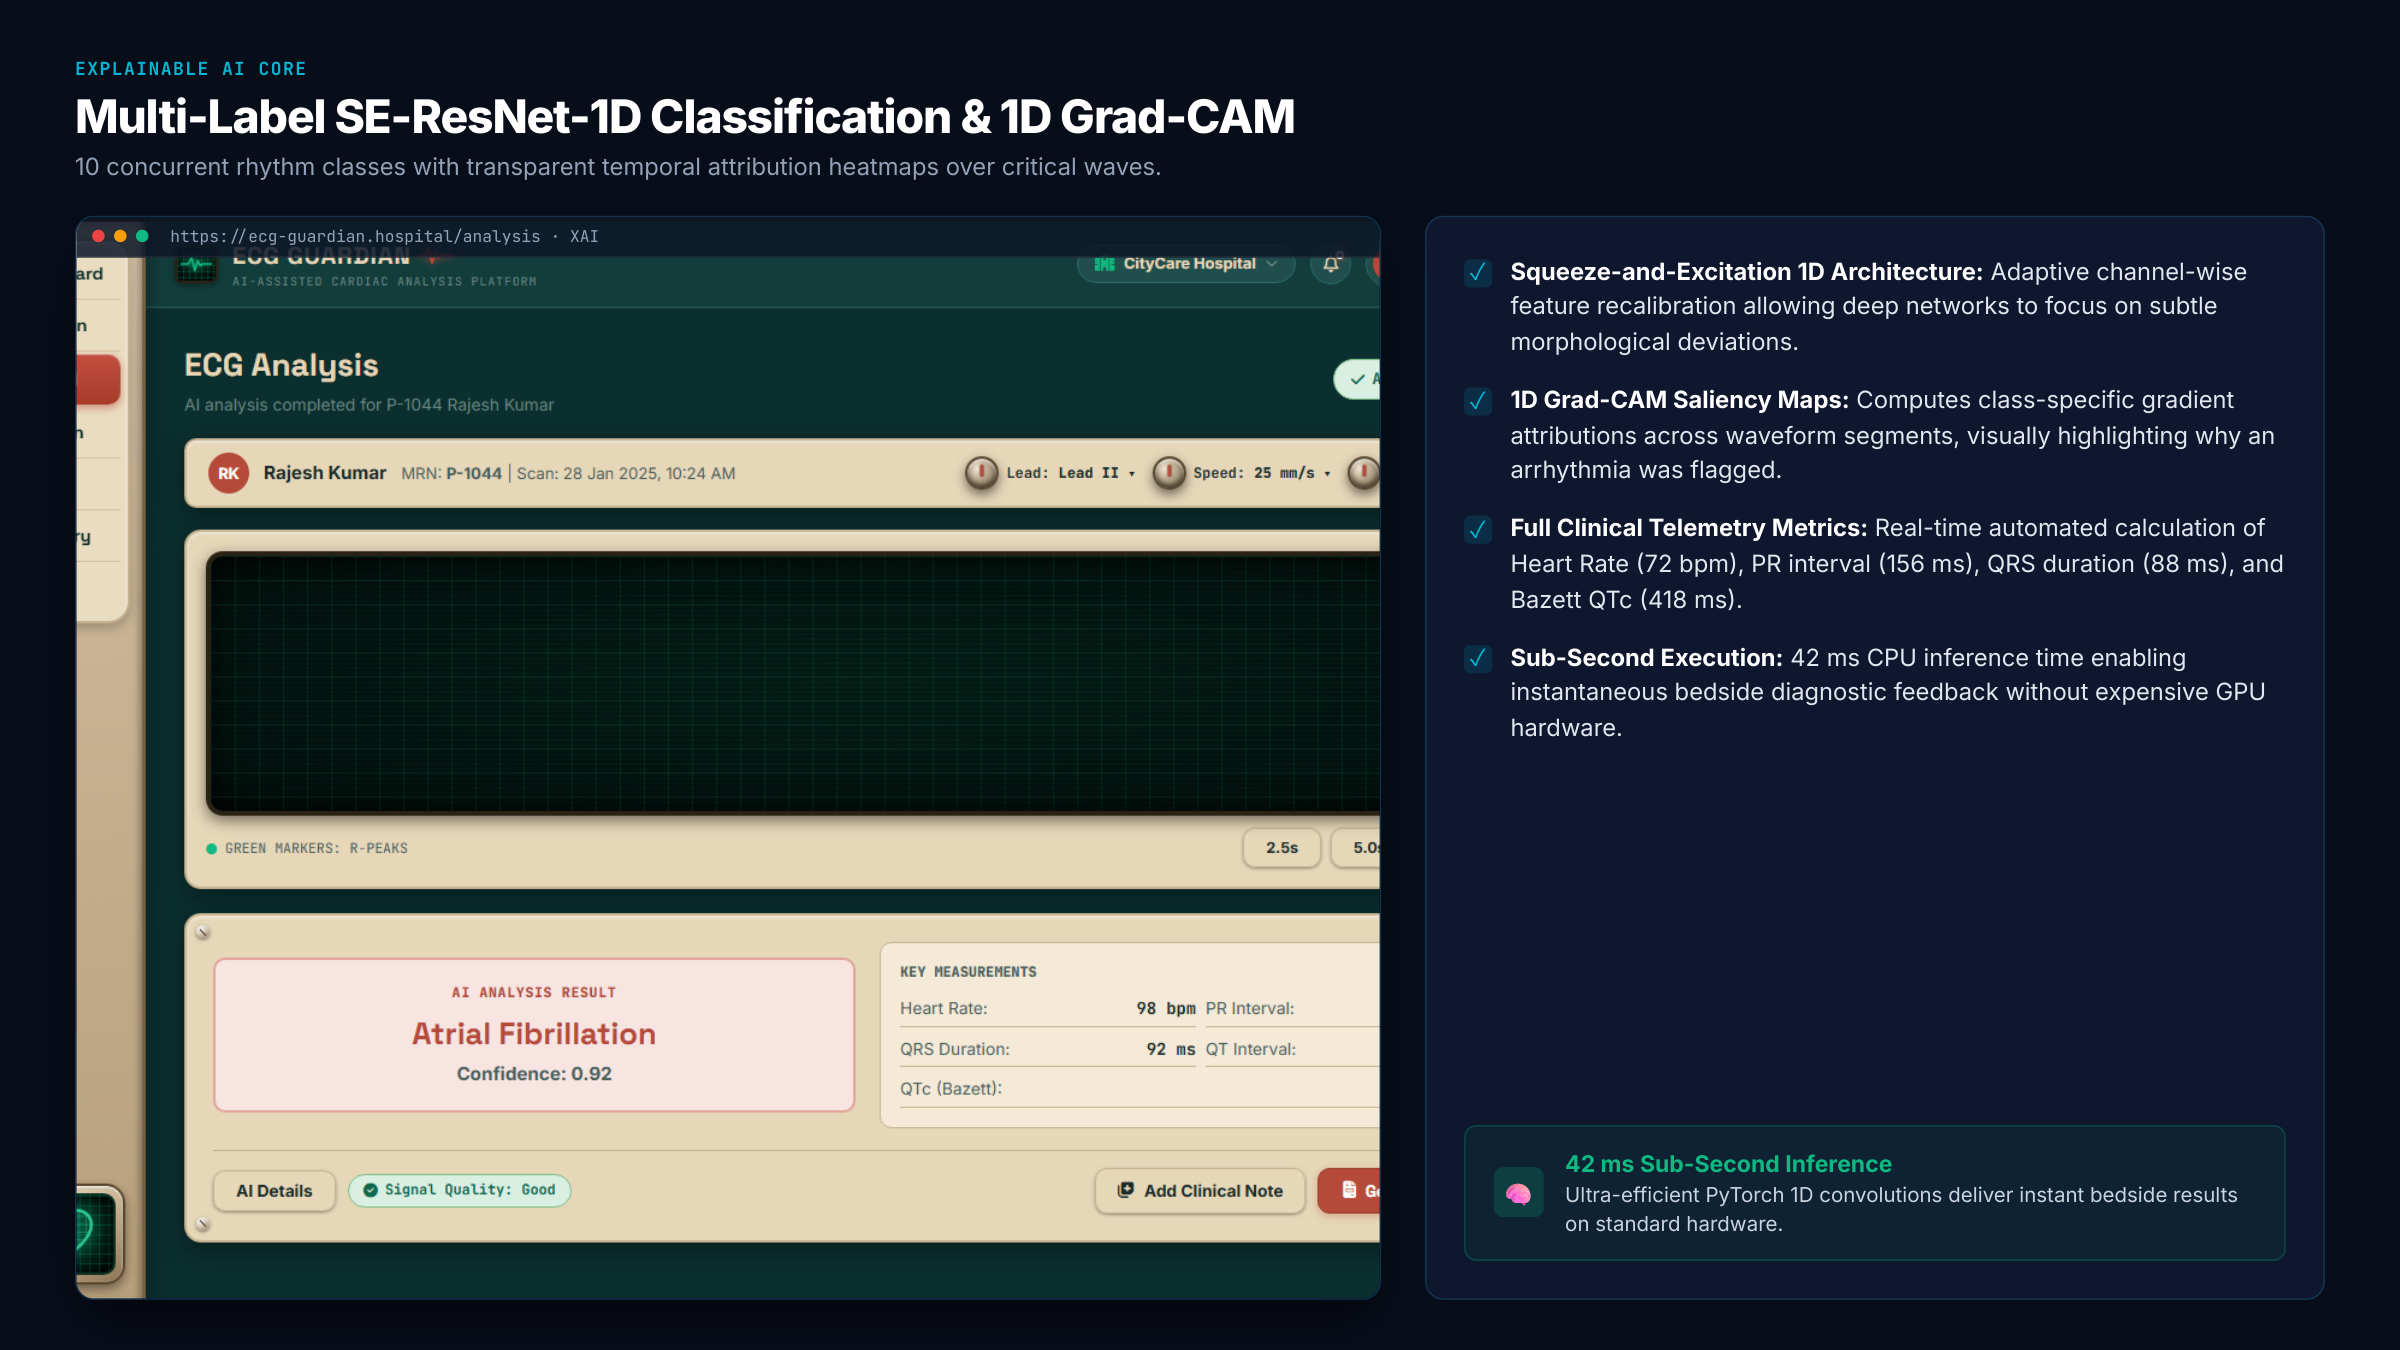 EXPLAINABLE AI CORE
Multi-Label SE-ResNet-1D Classification & 1D Grad-CAM
10 concurrent rhythm classes with transparent temporal attribution heatmaps over critical waves.
https://ecg-guardian.hospital/analysis · XAI
ard
n
n
ry
ECG GUARDIAN
AI-ASSISTED CARDIAC ANALYSIS PLATFORM
CityCare Hospital
ECG Analysis
AI analysis completed for P-1044 Rajesh Kumar
✓ A
RK Rajesh Kumar MRN: P-1044 | Scan: 28 Jan 2025, 10:24 AM Lead: Lead II Speed: 25 mm/s
GREEN MARKERS: R-PEAKS
2.5s 5.0s
AI ANALYSIS RESULT
Atrial Fibrillation
Confidence: 0.92
KEY MEASUREMENTS
Heart Rate: 98 bpm PR Interval:
QRS Duration: 92 ms QT Interval:
QTc (Bazett):
AI Details Signal Quality: Good Add Clinical Note Ge
✓ Squeeze-and-Excitation 1D Architecture: Adaptive channel-wise
feature recalibration allowing deep networks to focus on subtle
morphological deviations.
✓ 1D Grad-CAM Saliency Maps: Computes class-specific gradient
attributions across waveform segments, visually highlighting why an
arrhythmia was flagged.
✓ Full Clinical Telemetry Metrics: Real-time automated calculation of
Heart Rate (72 bpm), PR interval (156 ms), QRS duration (88 ms), and
Bazett QTc (418 ms).
✓ Sub-Second Execution: 42 ms CPU inference time enabling
instantaneous bedside diagnostic feedback without expensive GPU
hardware.
42 ms Sub-Second Inference
Ultra-efficient PyTorch 1D convolutions deliver instant bedside results
on standard hardware.